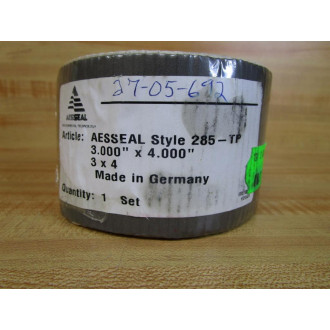 27-05-692
AESSEAL
Article: AESSEAL Style 285-TP
3.000" x 4.000"
3 x 4
Made in Germany
Quantity: 1 Set